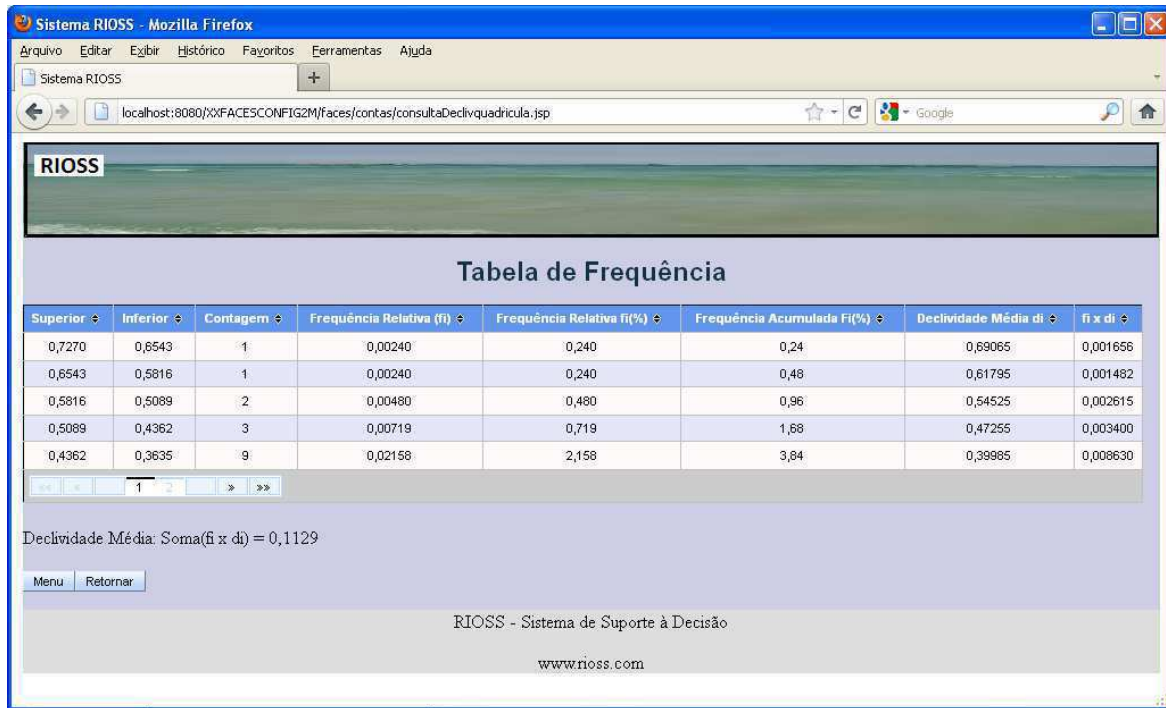 Sistema RIOSS - Mozilla Firefox
Arquivo Editar Exibir Histórico Favoritos Ferramentas Ajuda
Sistema RIOSS +
localhost:8080/XXFACESCONFIG2M/faces/contas/consultaDeclivquadricula.jsp Google
RIOSS
Tabela de Frequência
Superior Inferior Contagem Frequência Relativa (fi) Frequência Relativa fi(%) Frequência Acumulada Fi(%) Declividade Média di fi x di
0,7270 0,6543 1 0,00240 0,240 0,24 0,69065 0,001656
0,6543 0,5816 1 0,00240 0,240 0,48 0,61795 0,001482
0,5816 0,5089 2 0,00480 0,480 0,96 0,54525 0,002615
0,5089 0,4362 3 0,00719 0,719 1,68 0,47255 0,003400
0,4362 0,3635 9 0,02158 2,158 3,84 0,39985 0,008630
«« « 1 2 » »»
Declividade Média: Soma(fi x di) = 0,1129
Menu Retornar
RIOSS - Sistema de Suporte à Decisão
www.rioss.com